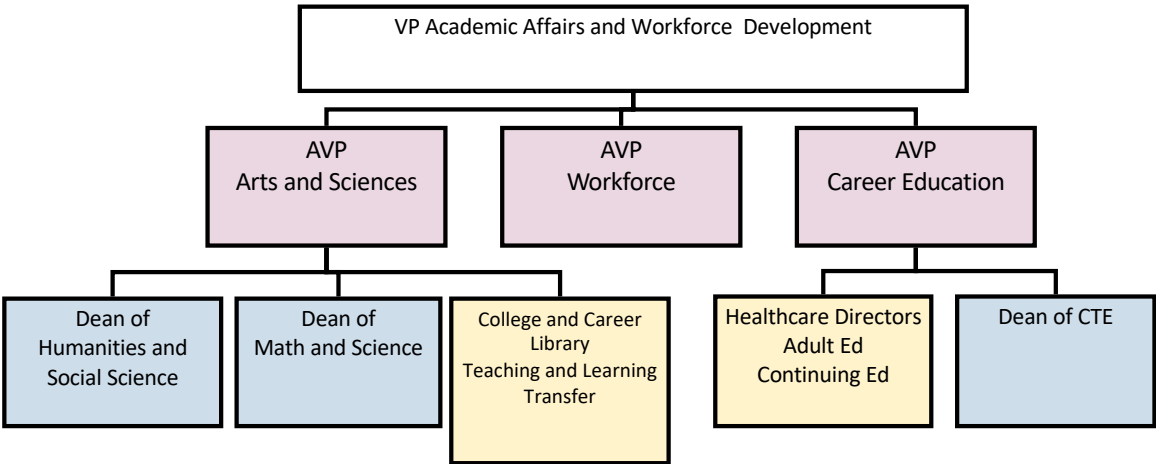 VP Academic Affairs and Workforce Development
AVP
Arts and Sciences
AVP
Workforce
AVP
Career Education
Dean of
Humanities and
Social Science
Dean of
Math and Science
College and Career
Library
Teaching and Learning
Transfer
Healthcare Directors
Adult Ed
Continuing Ed
Dean of CTE